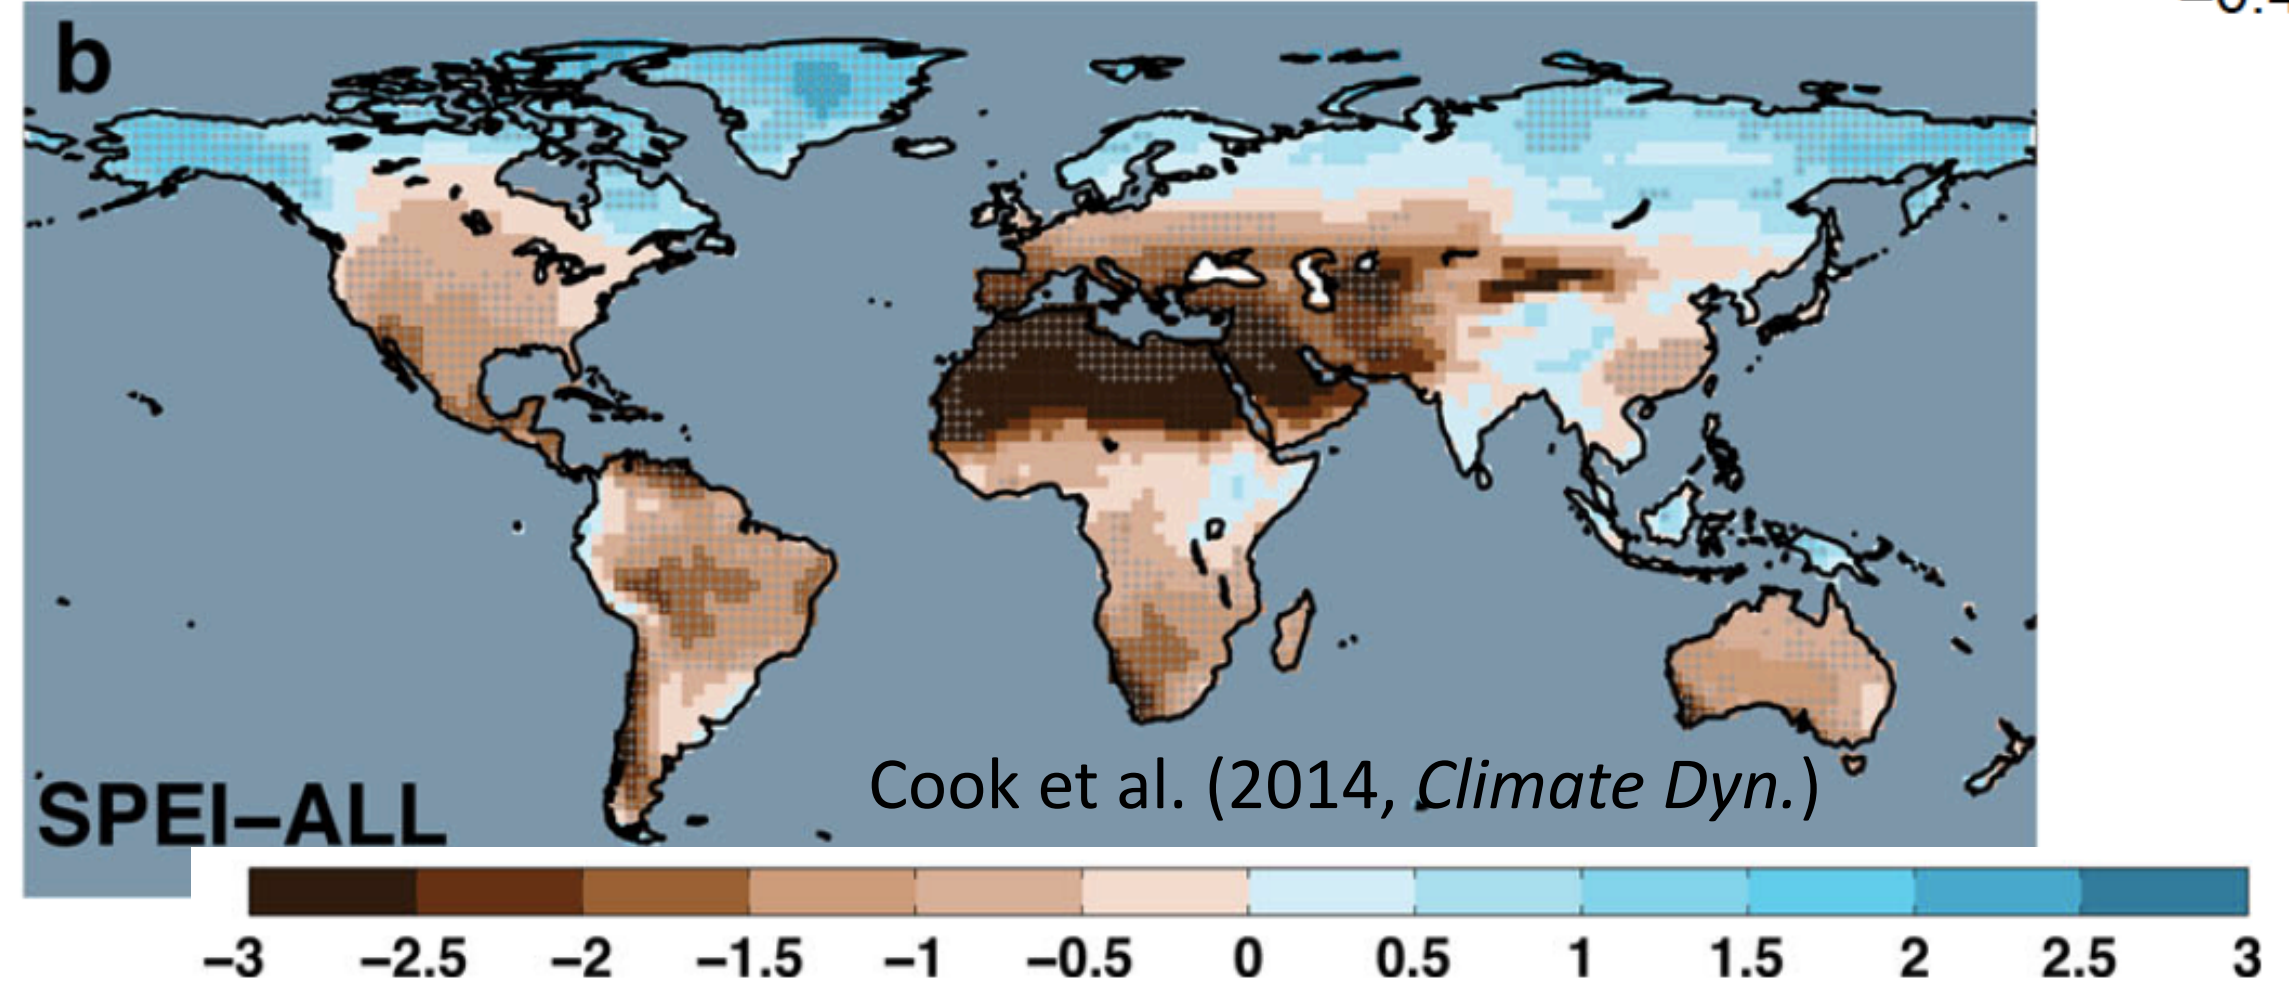 b
SPEI–ALL
Cook et al. (2014, Climate Dyn.)
–3 –2.5 –2 –1.5 –1 –0.5 0 0.5 1 1.5 2 2.5 3